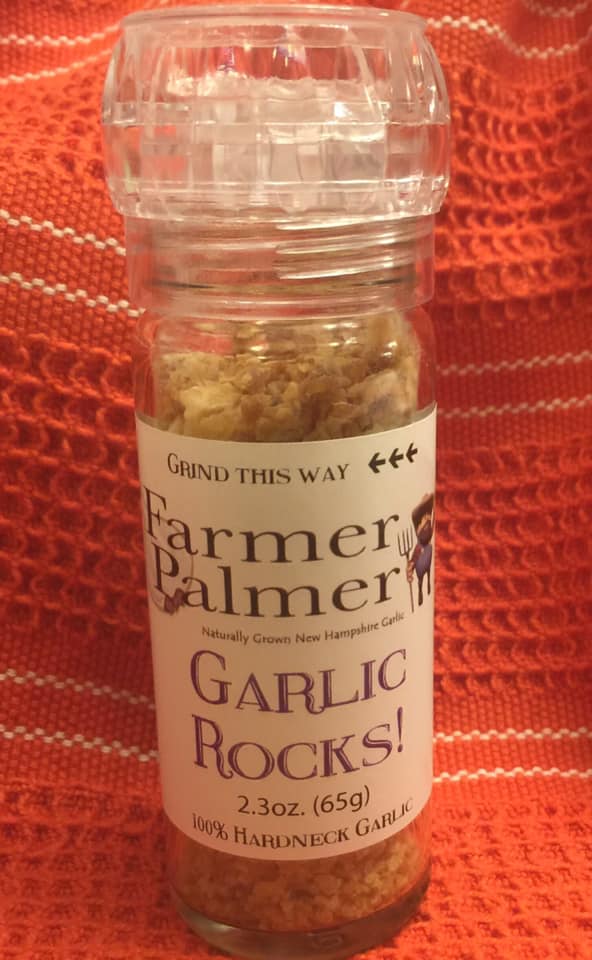 GRIND THIS WAY
Farmer
Palmer
Naturally Grown New Hampshire Garlic
GARLIC
ROCKS!
2.3oz. (65g)
100% HARDNECK GARLIC